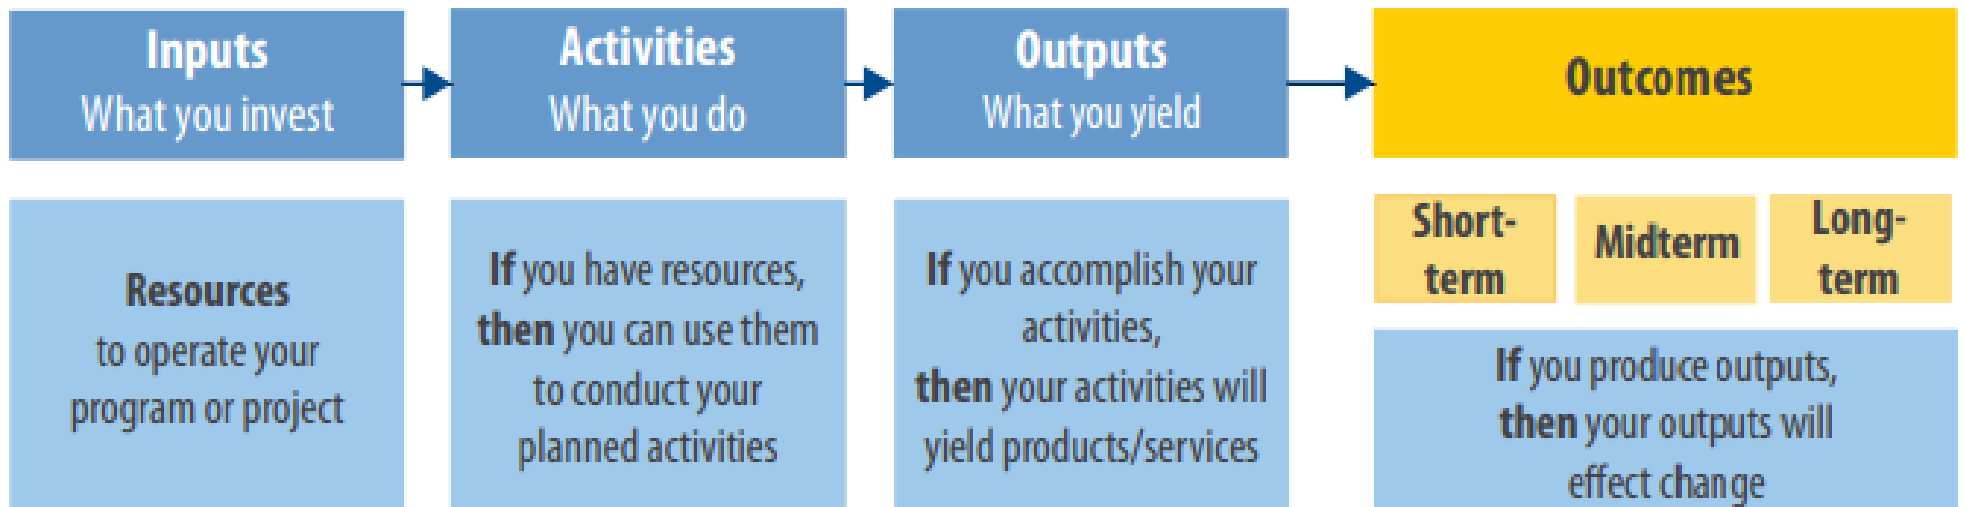 Inputs
What you invest
Activities
What you do
Outputs
What you yield
Outcomes
Resources
to operate your
program or project
If you have resources,
then you can use them
to conduct your
planned activities
If you accomplish your
activities,
then your activities will
yield products/services
Short-
term
Midterm
Long-
term
If you produce outputs,
then your outputs will
effect change